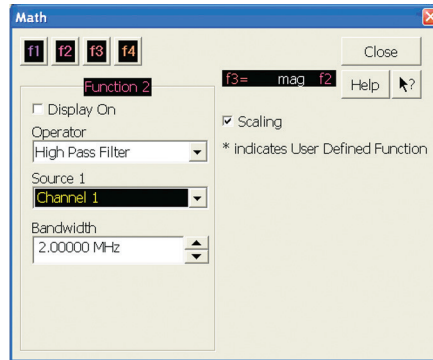 Math
f1 f2 f3 f4 Close
Function 2 f3= mag f2 Help ?
Display On
Operator Scaling
High Pass Filter * indicates User Defined Function
Source 1
Channel 1
Bandwidth
2.00000 MHz